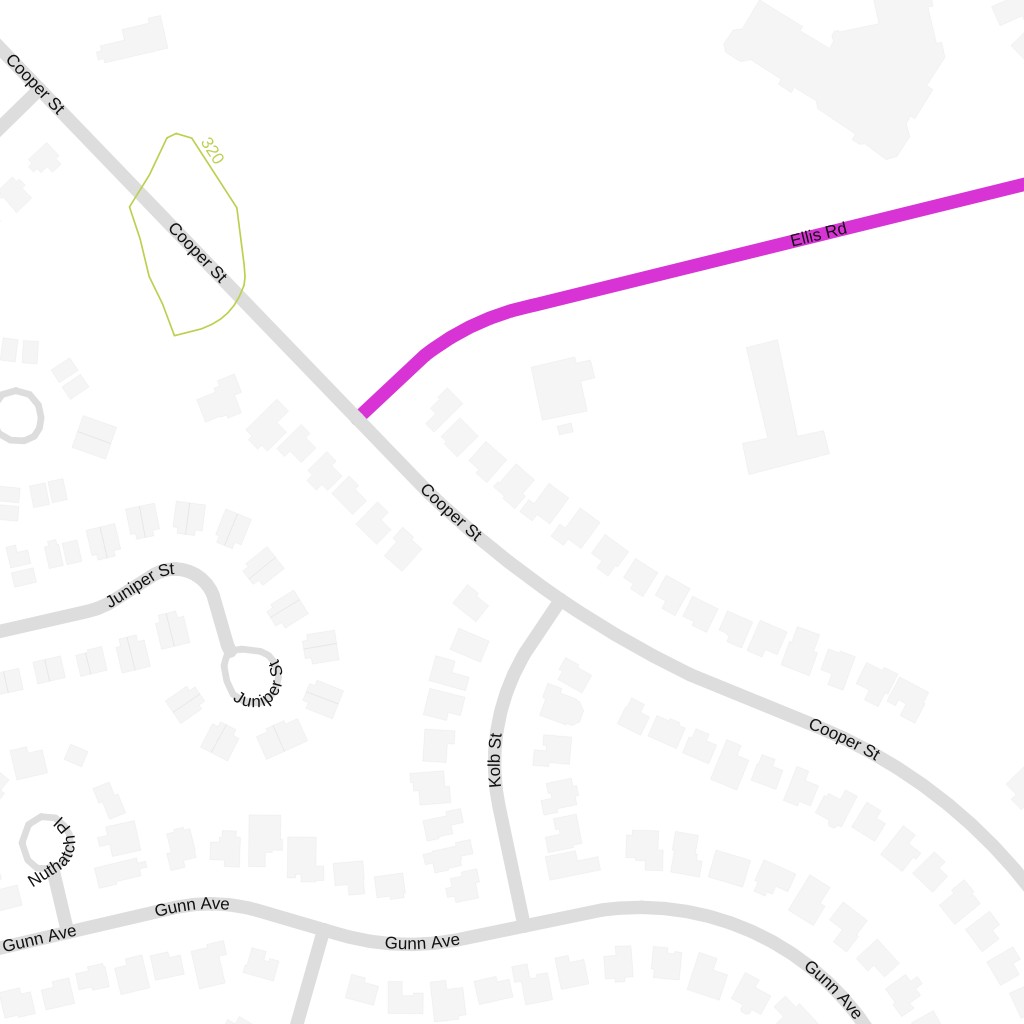 Cooper St
320
Cooper St
Ellis Rd
Cooper St
Juniper St
Juniper St
Cooper St
Kolb St
Nuthatch Pl
Gunn Ave
Gunn Ave
Gunn Ave
Gunn Ave